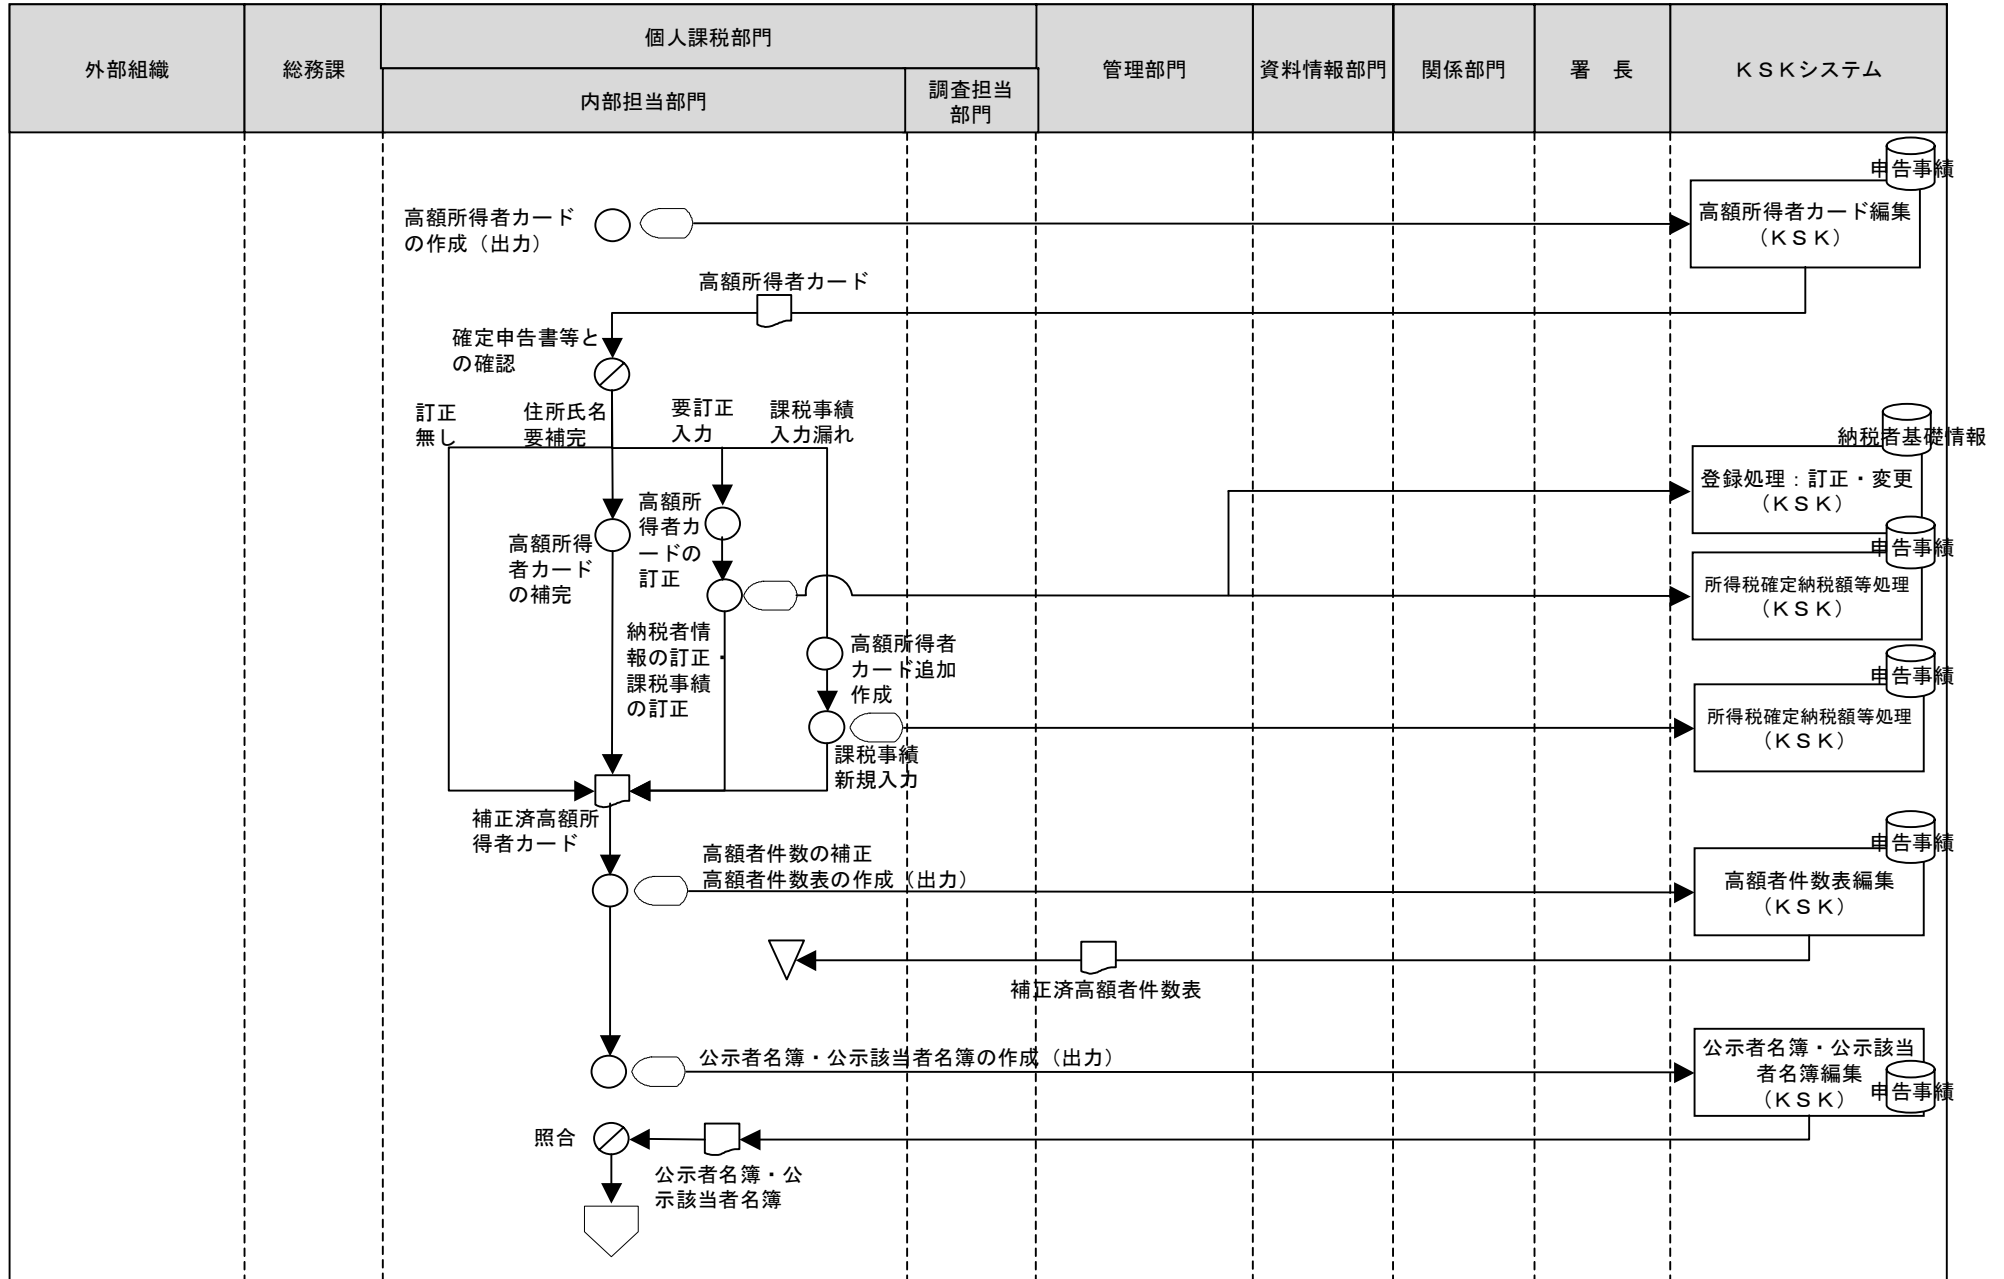 外部組織
総務課
個人課税部門
内部担当部門
調査担当
部門
管理部門
資料情報部門
関係部門
署　長
ＫＳＫシステム
申告事績
高額所得者カード
の作成（出力）
高額所得者カード編集
（ＫＳＫ）
高額所得者カード
確定申告書等と
の確認
訂正
無し
住所氏名
要補完
要訂正
入力
課税事績
入力漏れ
納税者基礎情報
登録処理：訂正・変更
（ＫＳＫ）
高額所
得者カ
ードの
訂正
高額所得
者カード
の補完
申告事績
所得税確定納税額等処理
（ＫＳＫ）
納税者情
報の訂正・
課税事績
の訂正
高額所得者
カード追加
作成
申告事績
所得税確定納税額等処理
（ＫＳＫ）
課税事績
新規入力
補正済高額所
得者カード
高額者件数の補正
高額者件数表の作成（出力）
申告事績
高額者件数表編集
（ＫＳＫ）
補正済高額者件数表
公示者名簿・公示該当者名簿の作成（出力）
公示者名簿・公示該当
者名簿編集
（ＫＳＫ）
申告事績
照合
公示者名簿・公
示該当者名簿